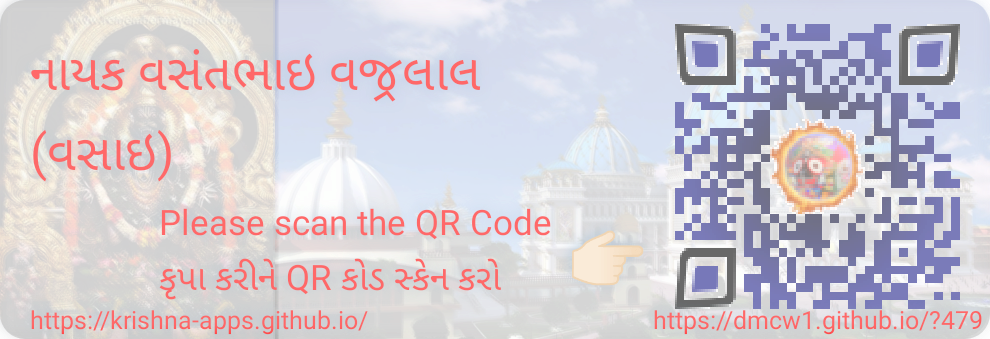 નાયક વસંતભાઇ વજ્રલાલ
(વસાઇ)
Please scan the QR Code
કૃપા કરીને QR કોડ સ્કેન કરો
https://krishna-apps.github.io/
https://dmcw1.github.io/?479